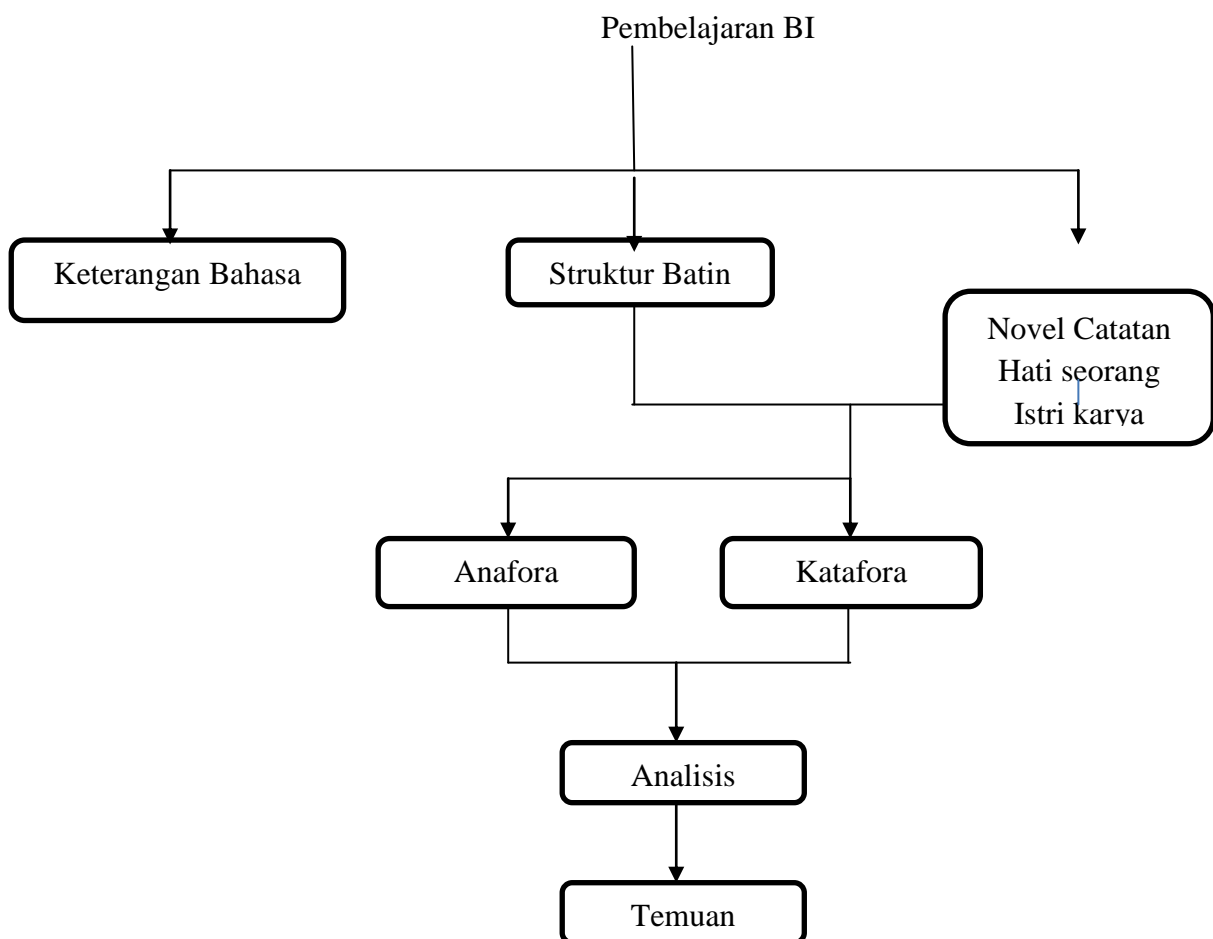 Pembelajaran BI
Keterangan Bahasa
Struktur Batin
Novel Catatan
Hati seorang
Istri karya
Anafora
Katafora
Analisis
Temuan